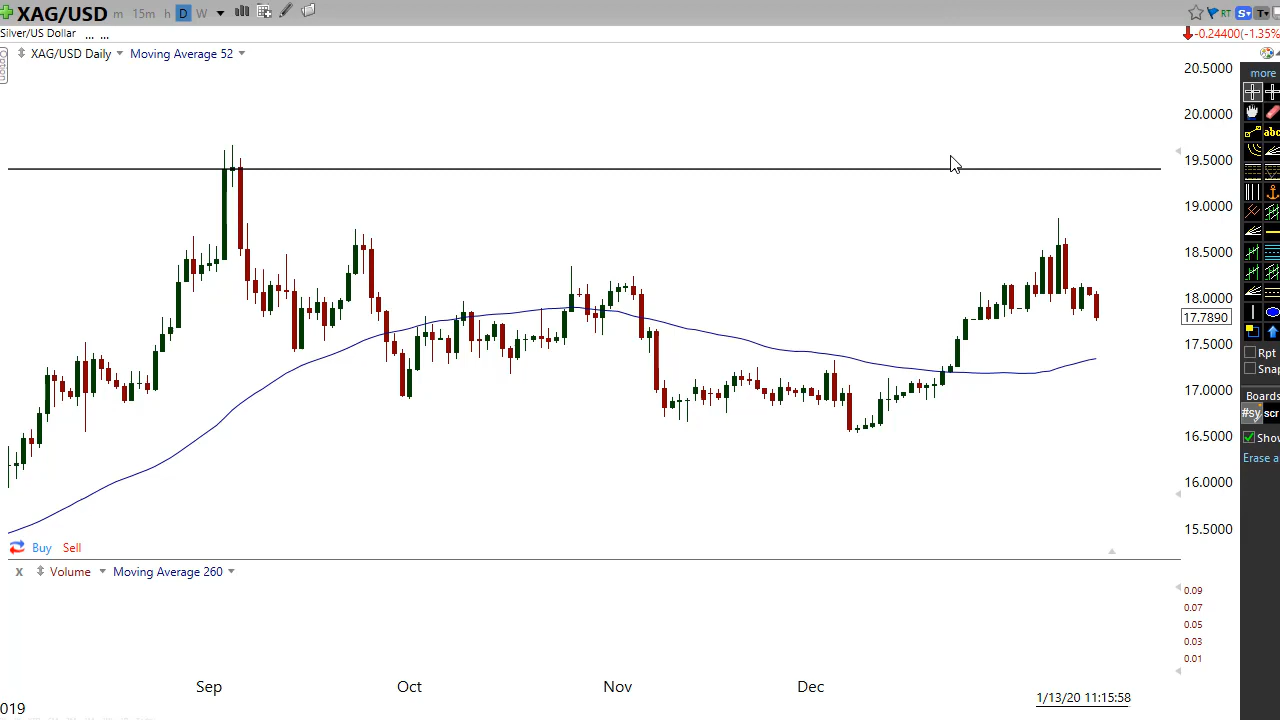 XAG/USD m 15m h D W RT S T
Silver/US Dollar ... ... -0.24400(-1.35%
Option XAG/USD Daily Moving Average 52
20.5000
20.0000
19.5000
19.0000
18.5000
18.0000
17.7890
17.5000
17.0000
16.5000
16.0000
15.5000
more
abc
Rpt
Snap
Boards
#sy scr
Show
Erase a
Buy Sell
x Volume Moving Average 260
0.09
0.07
0.05
0.03
0.01
Sep Oct Nov Dec
1/13/20 11:15:58
019